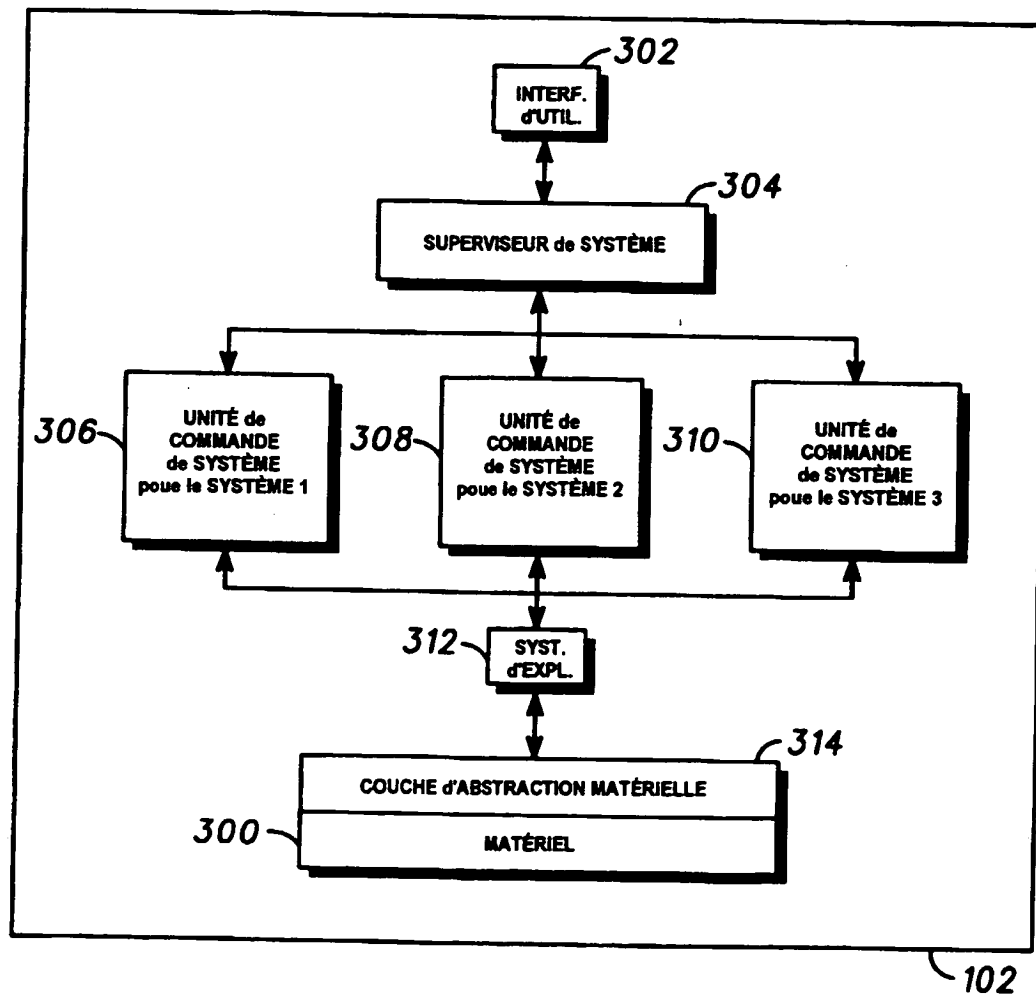 302
INTERF.
d'UTIL.
304
SUPERVISEUR de SYSTÈME
306
UNITÉ de
COMMANDE
de SYSTÈME
poue le SYSTÈME 1
308
UNITÉ de
COMMANDE
de SYSTÈME
poue le SYSTÈME 2
310
UNITÉ de
COMMANDE
de SYSTÈME
poue le SYSTÈME 3
312
SYST.
d'EXPL.
314
COUCHE d'ABSTRACTION MATÉRIELLE
300
MATÉRIEL
102